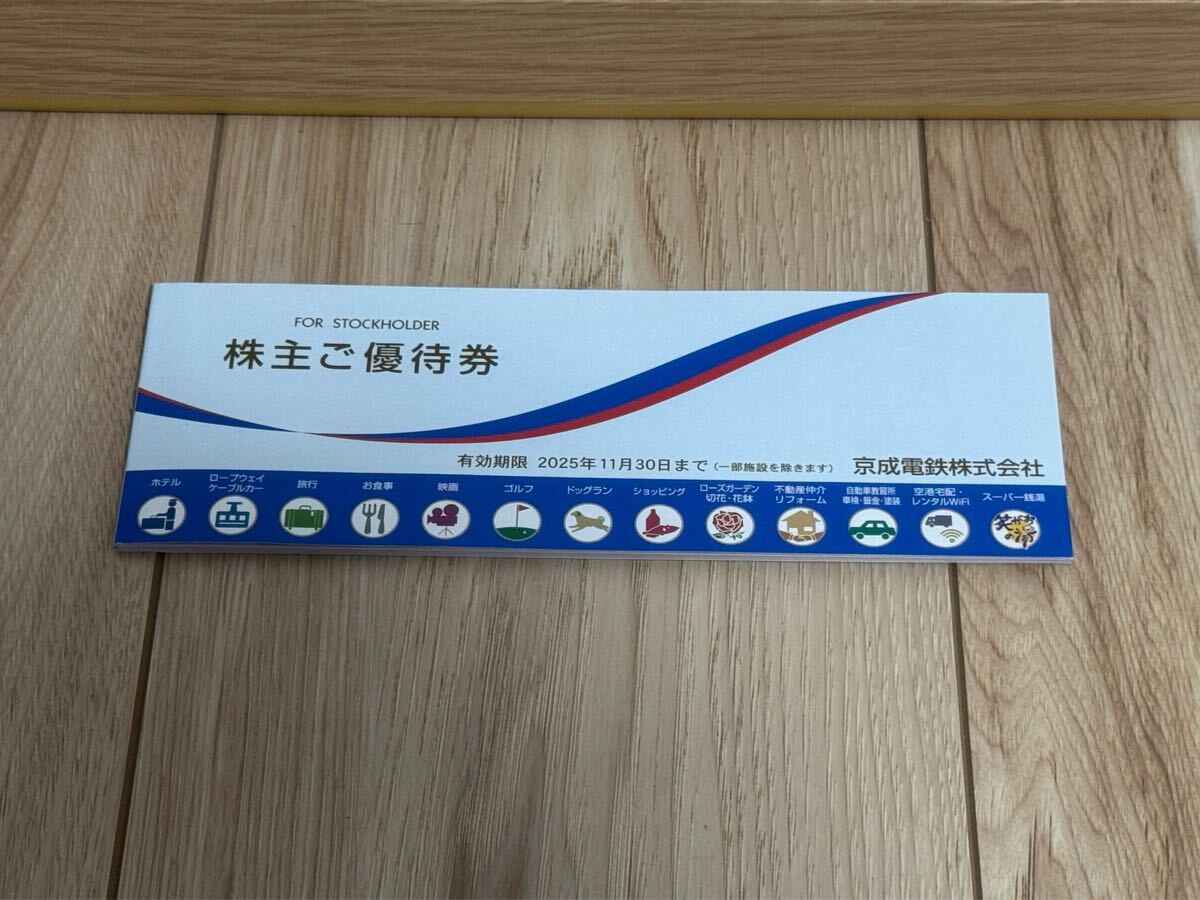 FOR STOCKHOLDER
株主ご優待券
有効期限 2025年11月30日まで(一部施設を除きます) 京成電鉄株式会社
ホテル
ロープウェイ
ケーブルカー
旅行
お食事
映画
ゴルフ
ドッグラン
ショッピング
ローズガーデン
切花・花鉢
不動産仲介
リフォーム
自動車教習所
車検・鈑金・塗装
空港宅配・
レンタルWiFi
スーパー銭湯